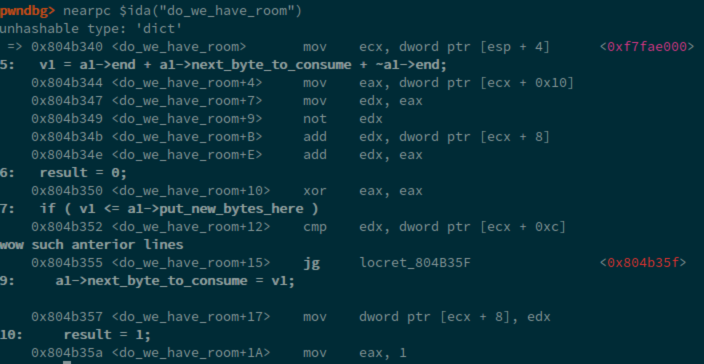 pwndbg> nearpc $ida("do_we_have_room")
unhashable type: 'dict'
=> 0x804b340 <do_we_have_room> mov ecx, dword ptr [esp + 4] <0xf7fae000>
5: v1 = a1->end + a1->next_byte_to_consume + ~a1->end;
0x804b344 <do_we_have_room+4> mov eax, dword ptr [ecx + 0x10]
0x804b347 <do_we_have_room+7> mov edx, eax
0x804b349 <do_we_have_room+9> not edx
0x804b34b <do_we_have_room+B> add edx, dword ptr [ecx + 8]
0x804b34e <do_we_have_room+E> add edx, eax
6: result = 0;
0x804b350 <do_we_have_room+10> xor eax, eax
7: if ( v1 <= a1->put_new_bytes_here )
0x804b352 <do_we_have_room+12> cmp edx, dword ptr [ecx + 0xc]
wow such anterior lines
0x804b355 <do_we_have_room+15> jg locret_804B35F <0x804b35f>
9: a1->next_byte_to_consume = v1;
0x804b357 <do_we_have_room+17> mov dword ptr [ecx + 8], edx
10: result = 1;
0x804b35a <do_we_have_room+1A> mov eax, 1